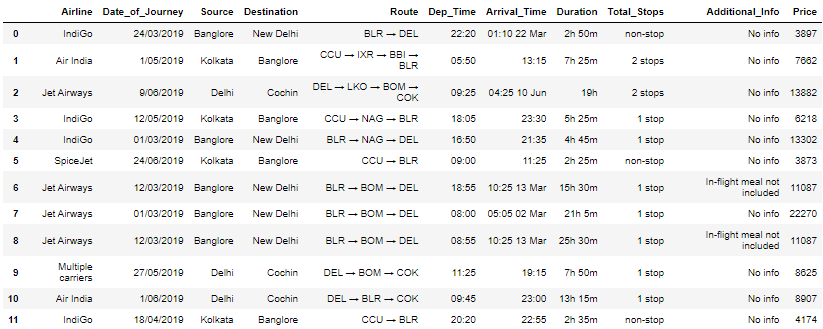 Airline Date_of_Journey Source Destination Route Dep_Time Arrival_Time Duration Total_Stops Additional_Info Price
0 IndiGo 24/03/2019 Banglore New Delhi BLR → DEL 22:20 01:10 22 Mar 2h 50m non-stop No info 3897
1 Air India 1/05/2019 Kolkata Banglore CCU → IXR → BBI → BLR 05:50 13:15 7h 25m 2 stops No info 7662
2 Jet Airways 9/06/2019 Delhi Cochin DEL → LKO → BOM → COK 09:25 04:25 10 Jun 19h 2 stops No info 13882
3 IndiGo 12/05/2019 Kolkata Banglore CCU → NAG → BLR 18:05 23:30 5h 25m 1 stop No info 6218
4 IndiGo 01/03/2019 Banglore New Delhi BLR → NAG → DEL 16:50 21:35 4h 45m 1 stop No info 13302
5 SpiceJet 24/06/2019 Kolkata Banglore CCU → BLR 09:00 11:25 2h 25m non-stop No info 3873
6 Jet Airways 12/03/2019 Banglore New Delhi BLR → BOM → DEL 18:55 10:25 13 Mar 15h 30m 1 stop In-flight meal not included 11087
7 Jet Airways 01/03/2019 Banglore New Delhi BLR → BOM → DEL 08:00 05:05 02 Mar 21h 5m 1 stop No info 22270
8 Jet Airways 12/03/2019 Banglore New Delhi BLR → BOM → DEL 08:55 10:25 13 Mar 25h 30m 1 stop In-flight meal not included 11087
9 Multiple carriers 27/05/2019 Delhi Cochin DEL → BOM → COK 11:25 19:15 7h 50m 1 stop No info 8625
10 Air India 1/06/2019 Delhi Cochin DEL → BLR → COK 09:45 23:00 13h 15m 1 stop No info 8907
11 IndiGo 18/04/2019 Kolkata Banglore CCU → BLR 20:20 22:55 2h 35m non-stop No info 4174